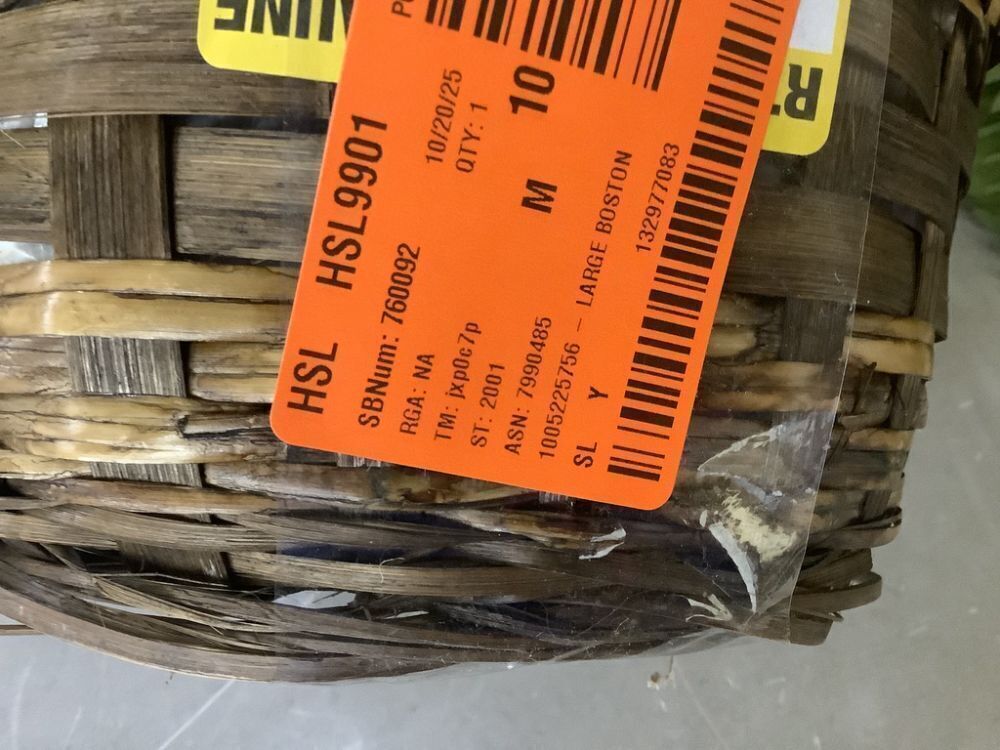 HSL HSL9901
SBNum: 760092
10/20/25
RGA: NA
QTY: 1
TM: jxp0c7p
ST: 2001
M 10
ASN: 7990485
1005225756 - LARGE BOSTON
SL Y
132977083